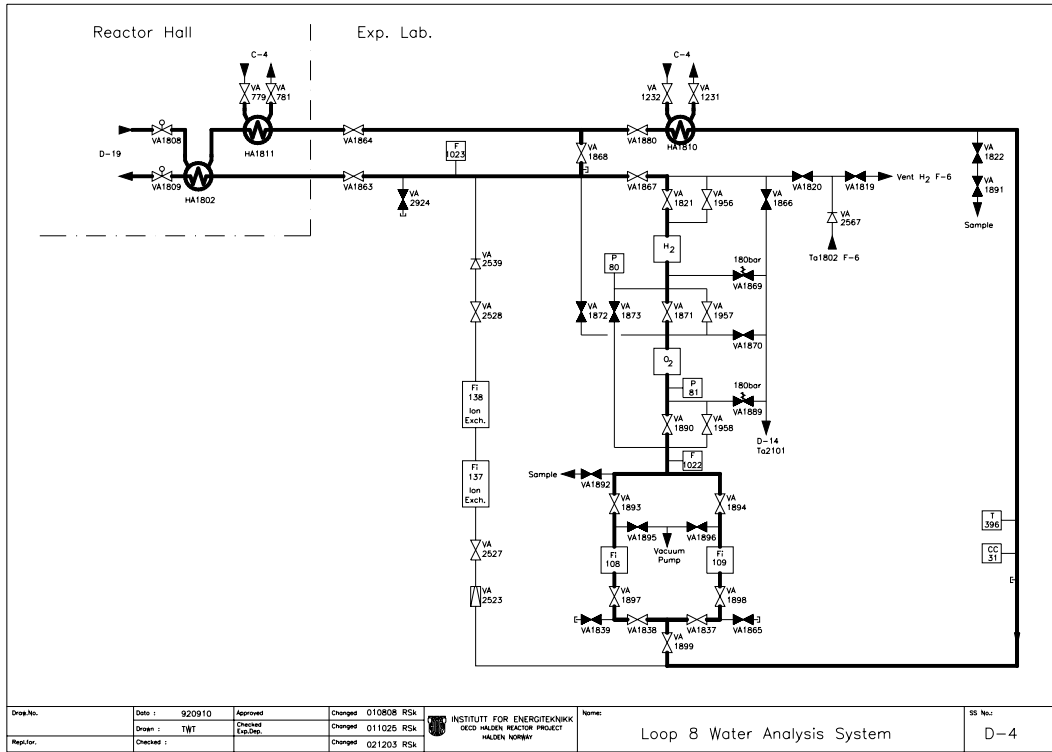 Reactor Hall
Exp. Lab.
C-4
C-4
VA
779
VA
781
VA
1232
VA
1231
VA1808
HA1811
VA1864
F
1023
VA
1868
VA1880
HA1810
VA
1822
D-19
VA1809
HA1802
VA1863
VA
2924
VA1867
VA
1821
VA
1956
VA
1866
VA1820
VA1819
Vent H2 F-6
VA
1891
Sample
VA
2567
Ta1802 F-6
H2
VA
2539
P
80
180bar
VA1869
VA
2528
VA
1872
VA
1873
VA
1871
VA
1957
VA1870
O2
P
81
180bar
VA1889
Fi
138
Ion
Exch.
VA
1890
VA
1958
D-14
Ta2101
F
1022
Fi
137
Ion
Exch.
Sample
VA1892
VA
1893
VA
1894
T
396
VA1895
VA1896
Vacuum
Pump
VA
2527
Fi
108
Fi
109
CC
31
VA
2523
VA
1897
VA
1898
VA1839
VA1838
VA1837
VA1865
VA
1899
Draw.No.
Date :
920910
Approved
Changed
010808 RSk
INSTITUTT FOR ENERGITEKNIKK
OECD HALDEN REACTOR PROJECT
HALDEN NORWAY
Name:
SS No.:
Drawn :
TWT
Checked
Exp.Dep.
Changed
011025 RSk
Loop 8 Water Analysis System
D-4
Repl.for.
Checked :
Changed
021203 RSk